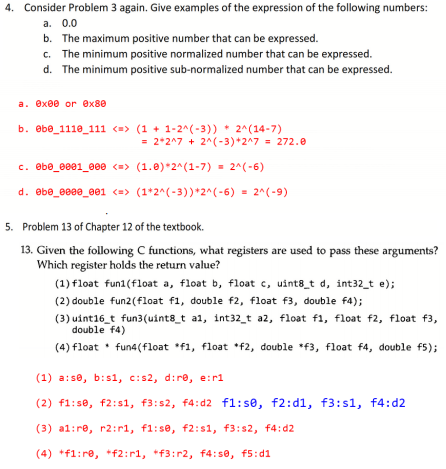 4. Consider Problem 3 again. Give examples of the expression of the following numbers:
a. 0.0
b. The maximum positive number that can be expressed.
c. The minimum positive normalized number that can be expressed.
d. The minimum positive sub-normalized number that can be expressed.
a. 0x00 or 0x80
b. 0b0_1110_111 <=> (1 + 1-2^(-3)) * 2^(14-7)
= 2*2^7 + 2^(-3)*2^7 = 272.0
c. 0b0_0001_000 <=> (1.0)*2^(1-7) = 2^(-6)
d. 0b0_0000_001 <=> (1*2^(-3))*2^(-6) = 2^(-9)
5. Problem 13 of Chapter 12 of the textbook.
13. Given the following C functions, what registers are used to pass these arguments?
Which register holds the return value?
(1) float fun1(float a, float b, float c, uint8_t d, int32_t e);
(2) double fun2(float f1, double f2, float f3, double f4);
(3) uint16_t fun3(uint8_t a1, int32_t a2, float f1, float f2, float f3,
double f4)
(4) float * fun4(float *f1, float *f2, double *f3, float f4, double f5);
(1) a:s0, b:s1, c:s2, d:r0, e:r1
(2) f1:s0, f2:s1, f3:s2, f4:d2 f1:s0, f2:d1, f3:s1, f4:d2
(3) a1:r0, r2:r1, f1:s0, f2:s1, f3:s2, f4:d2
(4) *f1:r0, *f2:r1, *f3:r2, f4:s0, f5:d1